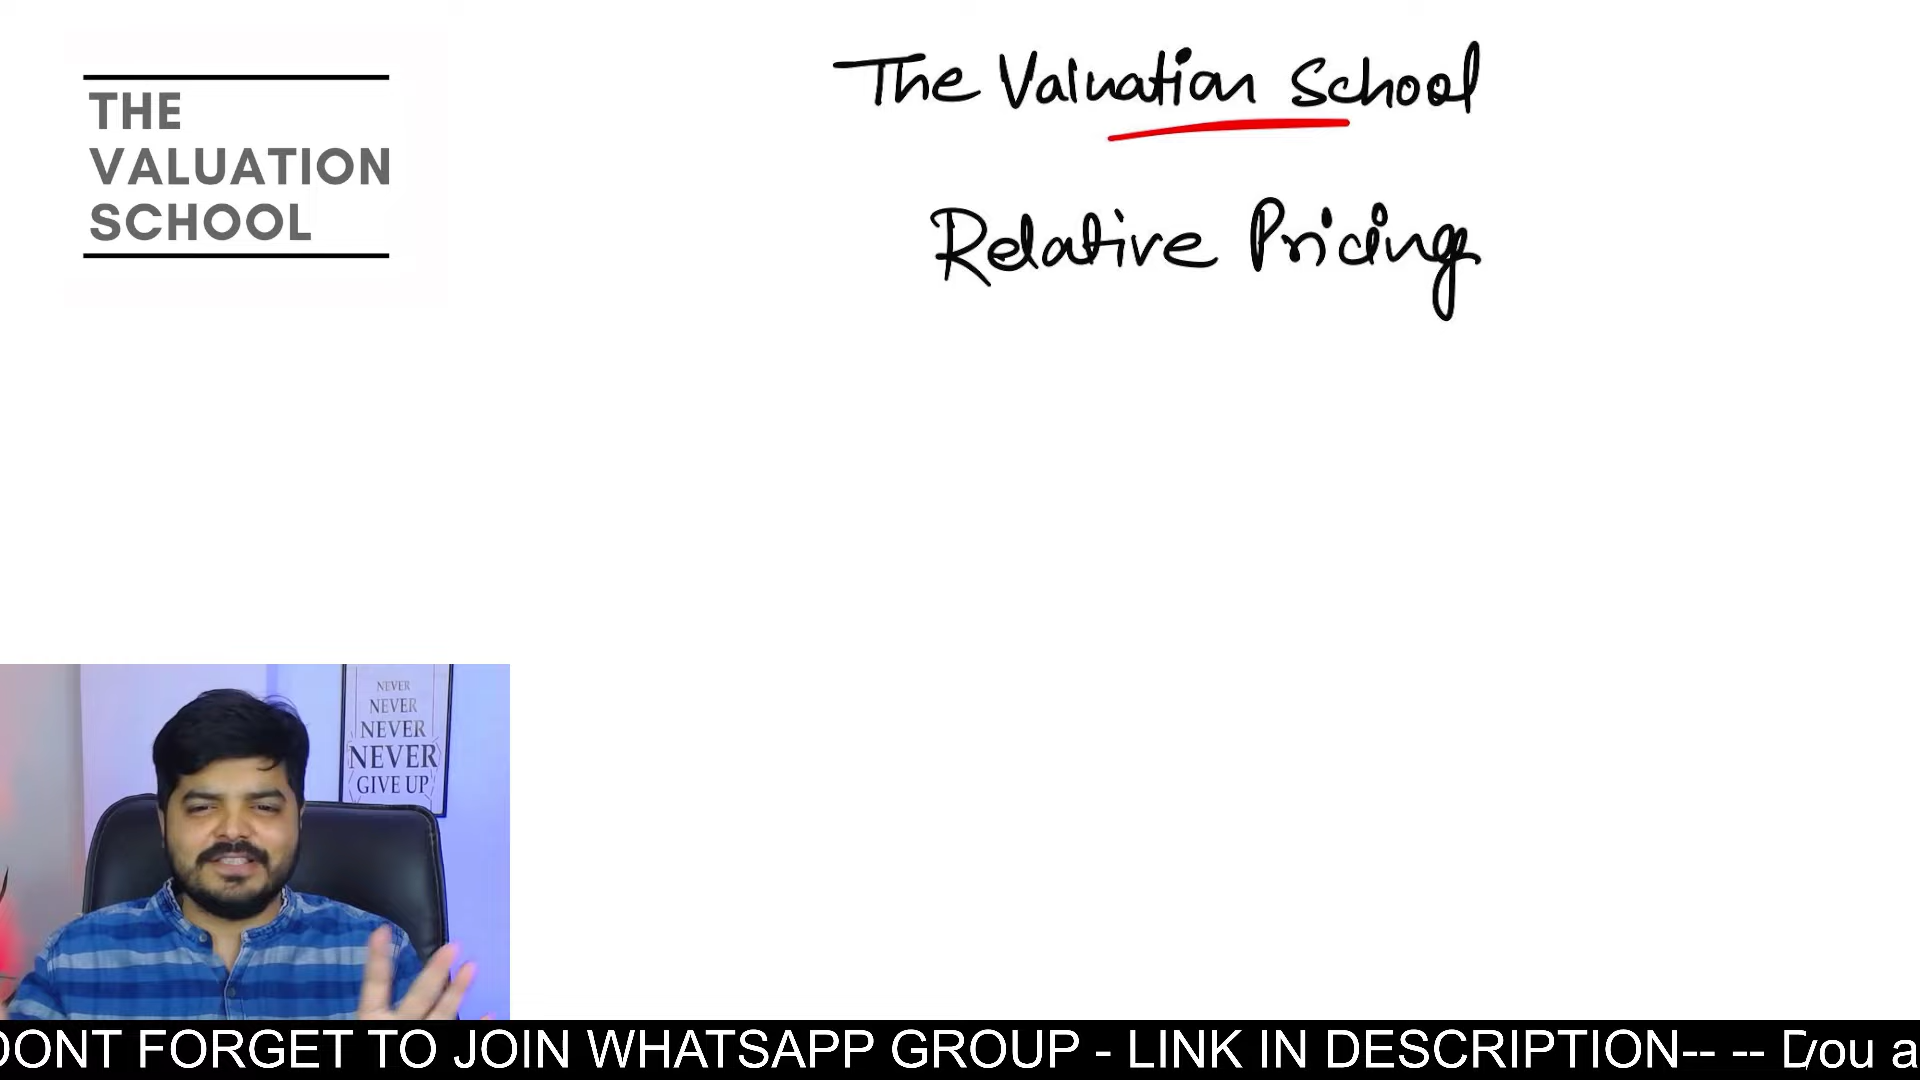 THE
VALUATION
SCHOOL
The Valuation School
Relative Pricing
NEVER
NEVER
NEVER
NEVER
GIVE UP
DONT FORGET TO JOIN WHATSAPP GROUP - LINK IN DESCRIPTION-- -- D/ou a